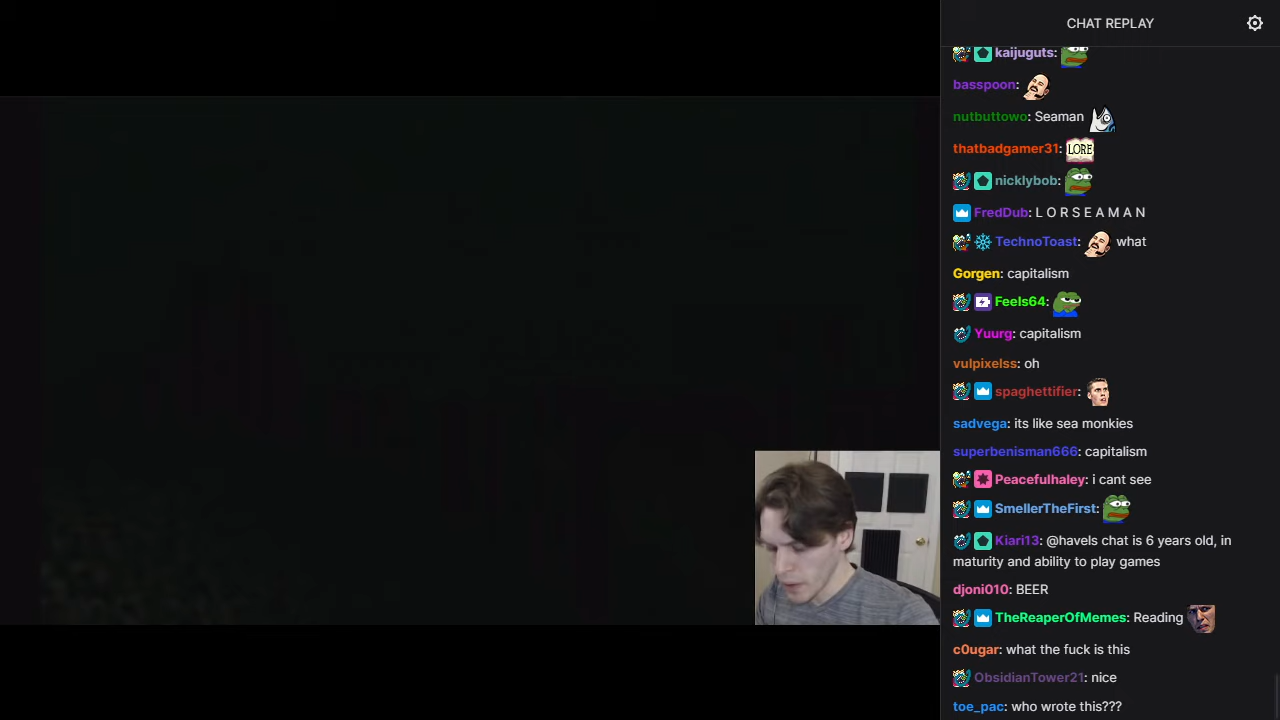 CHAT REPLAY
kaijuguts:
basspoon:
nutbuttowo: Seaman
thatbadgamer31: LORE
nicklybob:
FredDub: L O R S E A M A N
TechnoToast: what
Gorgen: capitalism
Feels64:
Yuurg: capitalism
vulpixelss: oh
spaghettifier:
sadvega: its like sea monkies
superbenisman666: capitalism
Peacefulhaley: i cant see
SmellerTheFirst:
Kiari13: @havels chat is 6 years old, in
maturity and ability to play games
djoni010: BEER
TheReaperOfMemes: Reading
c0ugar: what the fuck is this
ObsidianTower21: nice
toe_pac: who wrote this???